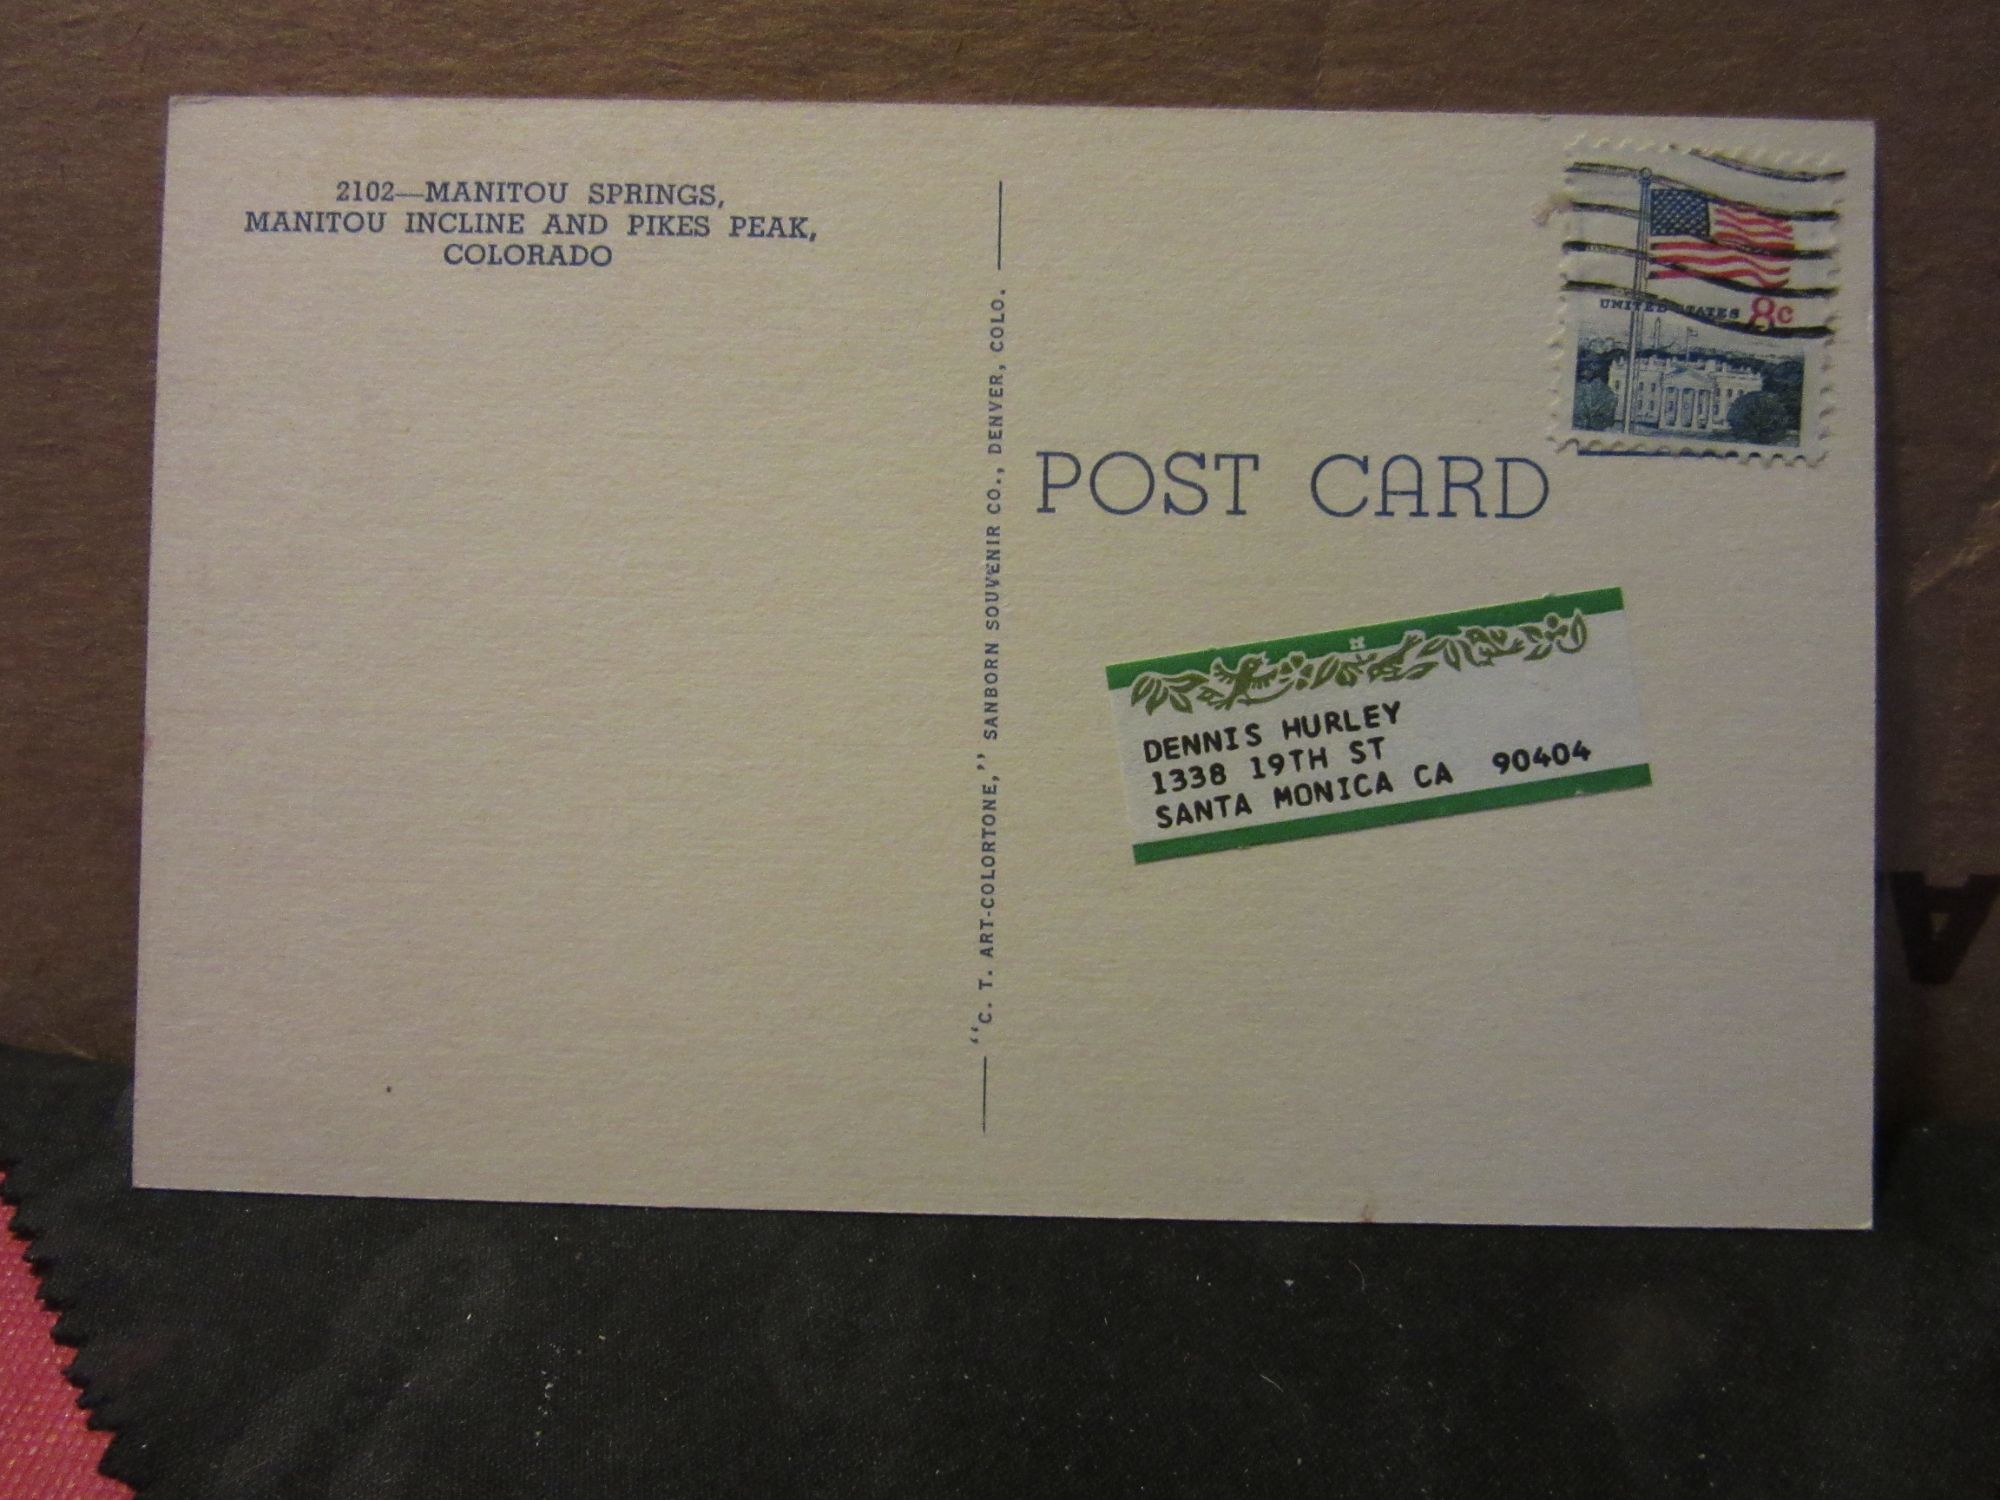 2102—MANITOU SPRINGS,
MANITOU INCLINE AND PIKES PEAK,
COLORADO
"C. T. ART-COLORTONE," SANBORN SOUVENIR CO., DENVER, COLO.
UNITED STATES 8c
POST CARD
DENNIS HURLEY
1338 19TH ST
SANTA MONICA CA 90404
A